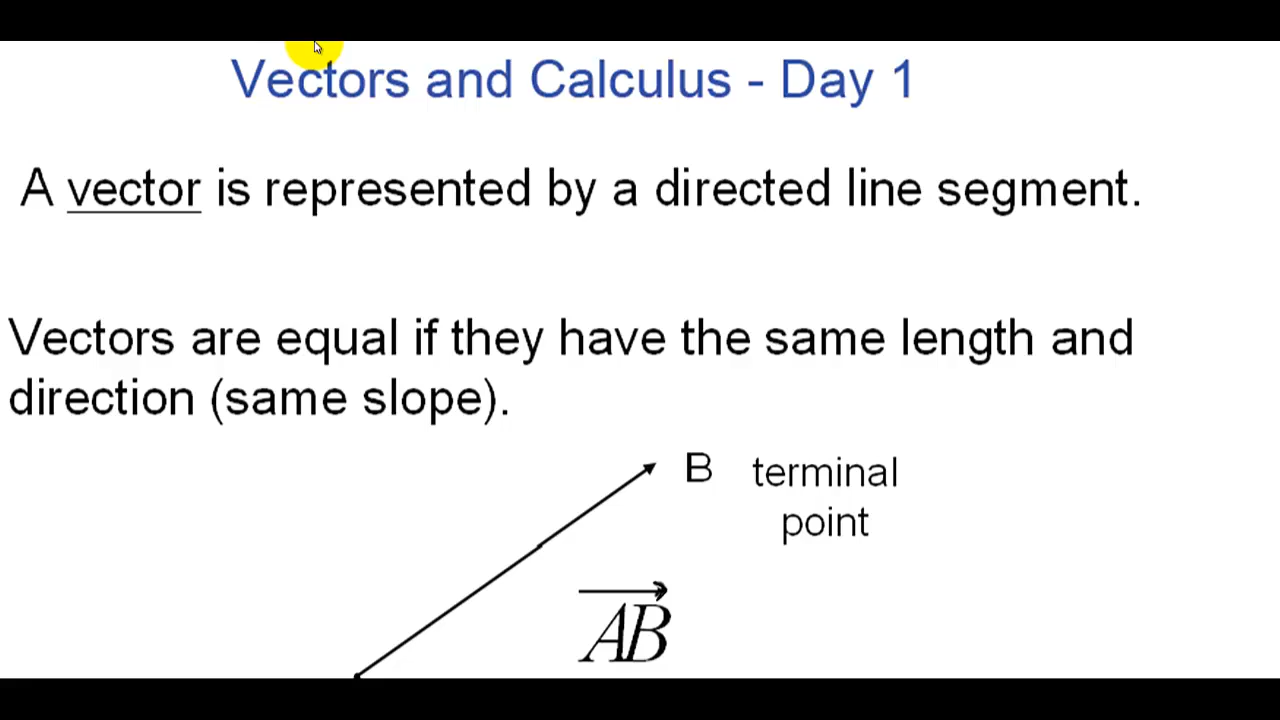 Vectors and Calculus - Day 1
A vector is represented by a directed line segment.
Vectors are equal if they have the same length and
direction (same slope).
B terminal
point
AB